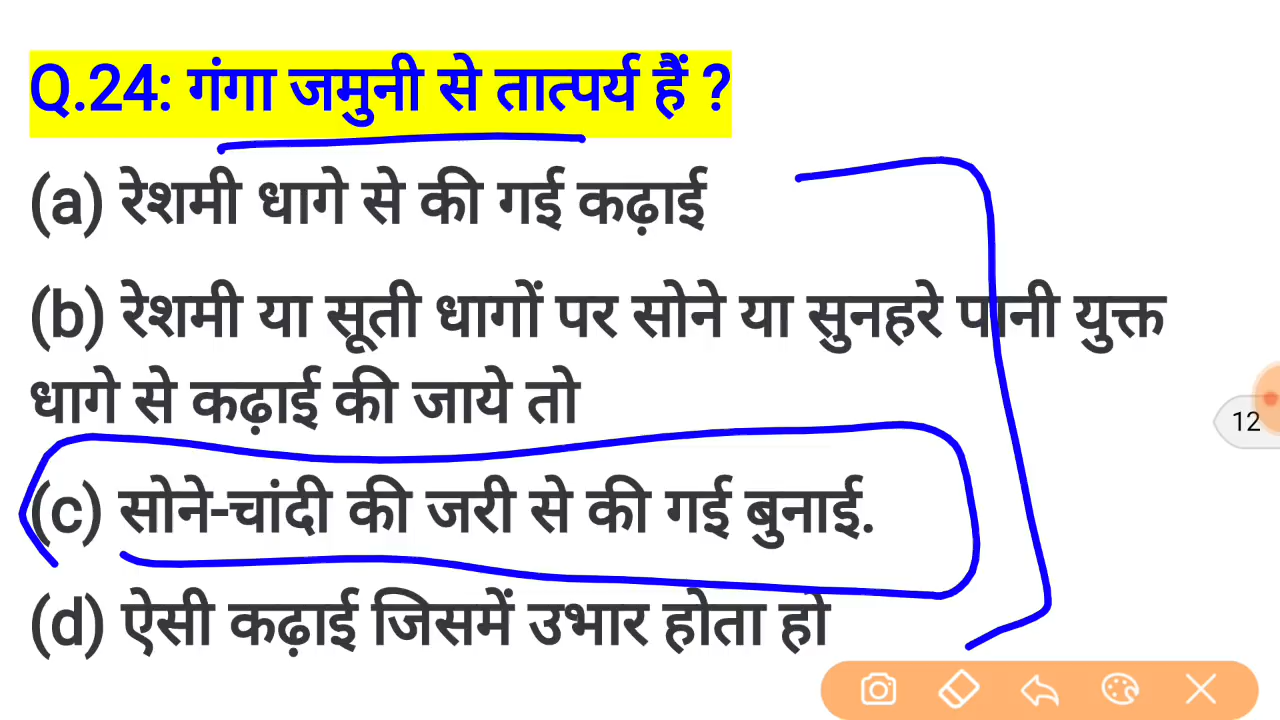 Q.24: गंगा जमुनी से तात्पर्य हैं ?
(a) रेशमी धागे से की गई कढ़ाई
(b) रेशमी या सूती धागों पर सोने या सुनहरे पानी युक्त
धागे से कढ़ाई की जाये तो
(c) सोने-चांदी की जरी से की गई बुनाई.
(d) ऐसी कढ़ाई जिसमें उभार होता हो
12